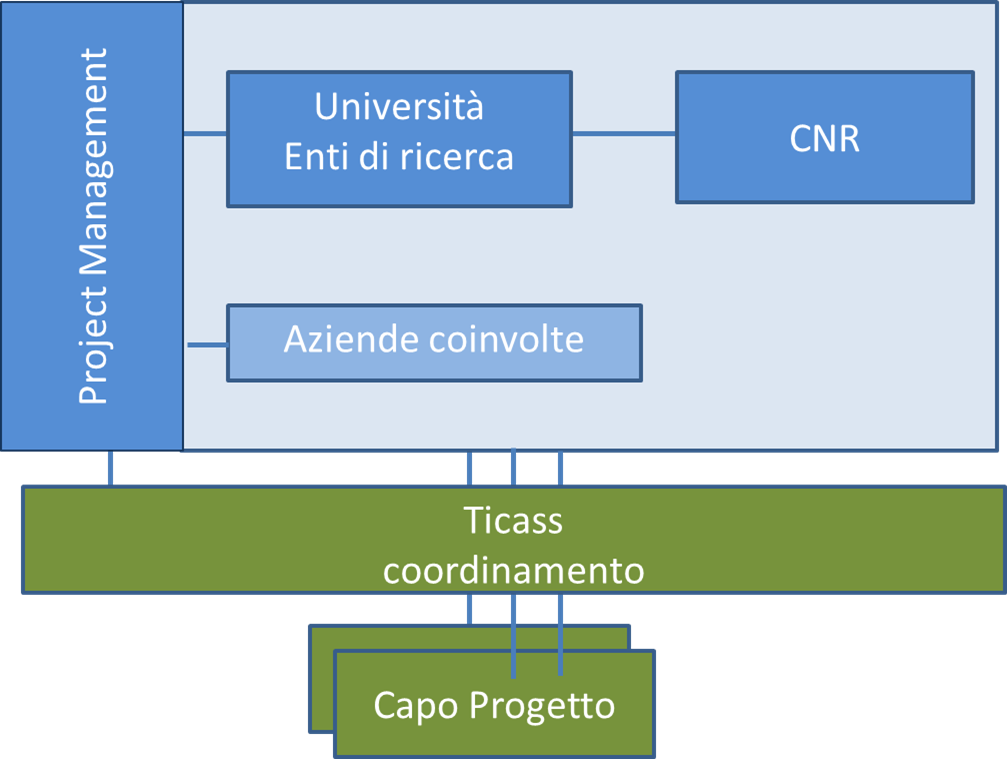 Project Management
Università
Enti di ricerca
CNR
Aziende coinvolte
Ticass
coordinamento
Capo Progetto